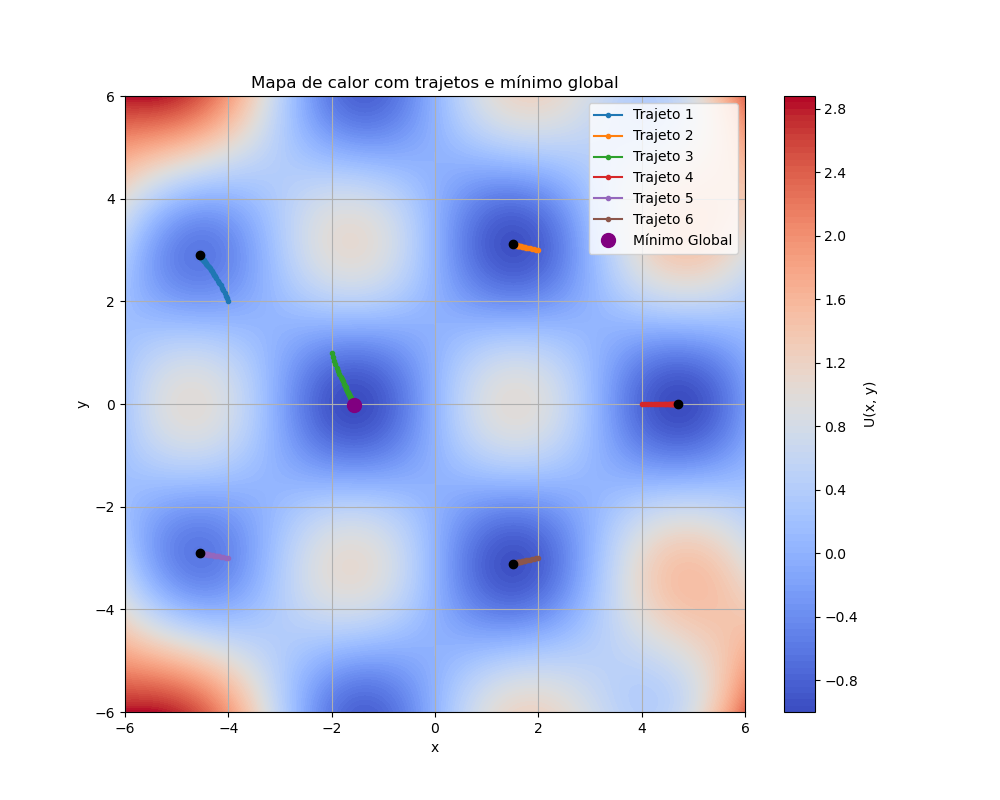 Mapa de calor com trajetos e mínimo global
6
4
2
0
−2
−4
−6
y
−6
−4
−2
0
2
4
6
x
Trajeto 1
Trajeto 2
Trajeto 3
Trajeto 4
Trajeto 5
Trajeto 6
Mínimo Global
2.8
2.4
2.0
1.6
1.2
0.8
0.4
0.0
−0.4
−0.8
U(x, y)